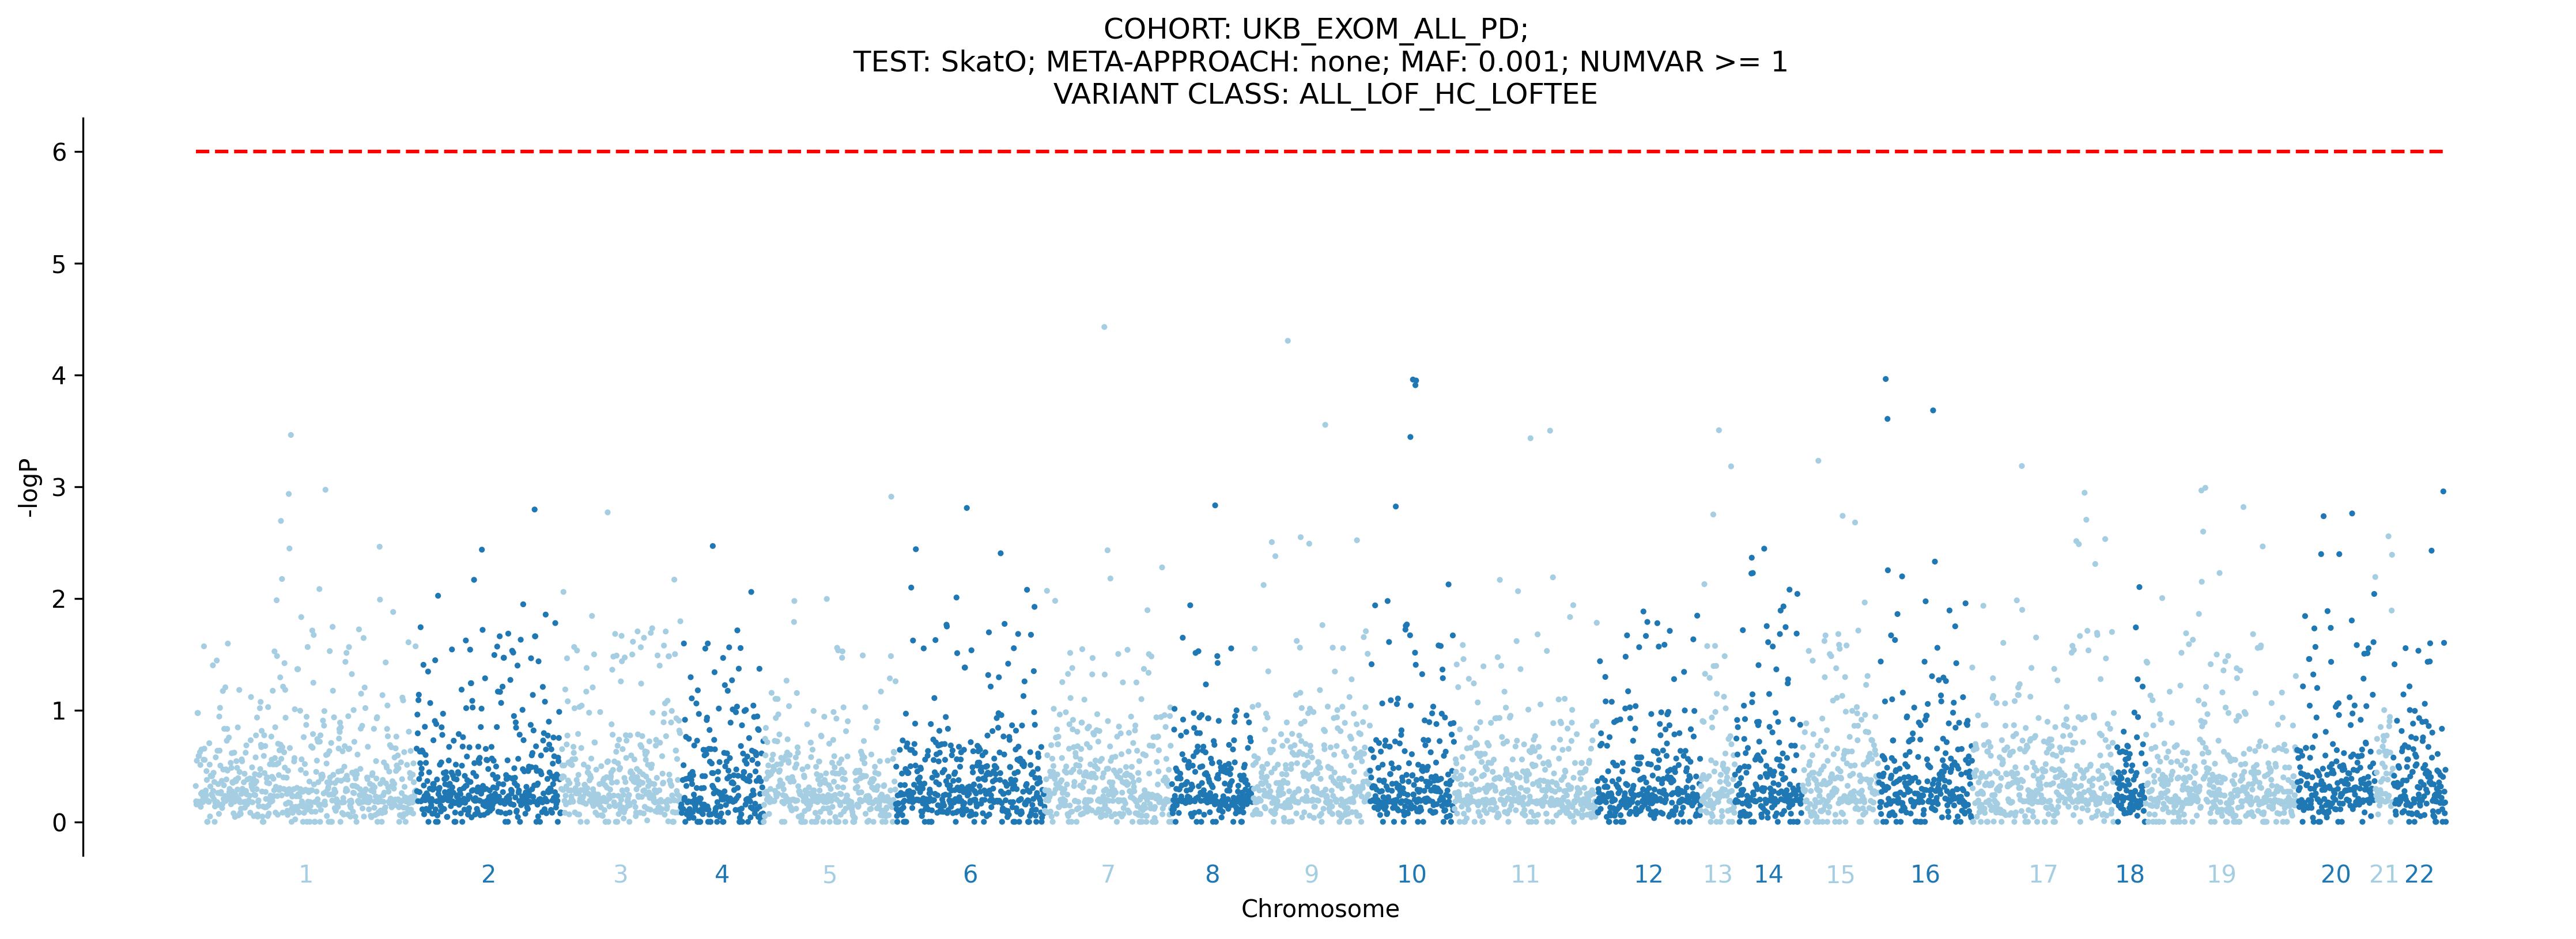 COHORT: UKB_EXOM_ALL_PD;
TEST: SkatO; META-APPROACH: none; MAF: 0.001; NUMVAR >= 1
VARIANT CLASS: ALL_LOF_HC_LOFTEE
6
5
4
3
2
1
0
-logP
1 2 3 4 5 6 7 8 9 10 11 12 13 14 15 16 17 18 19 20 21 22
Chromosome